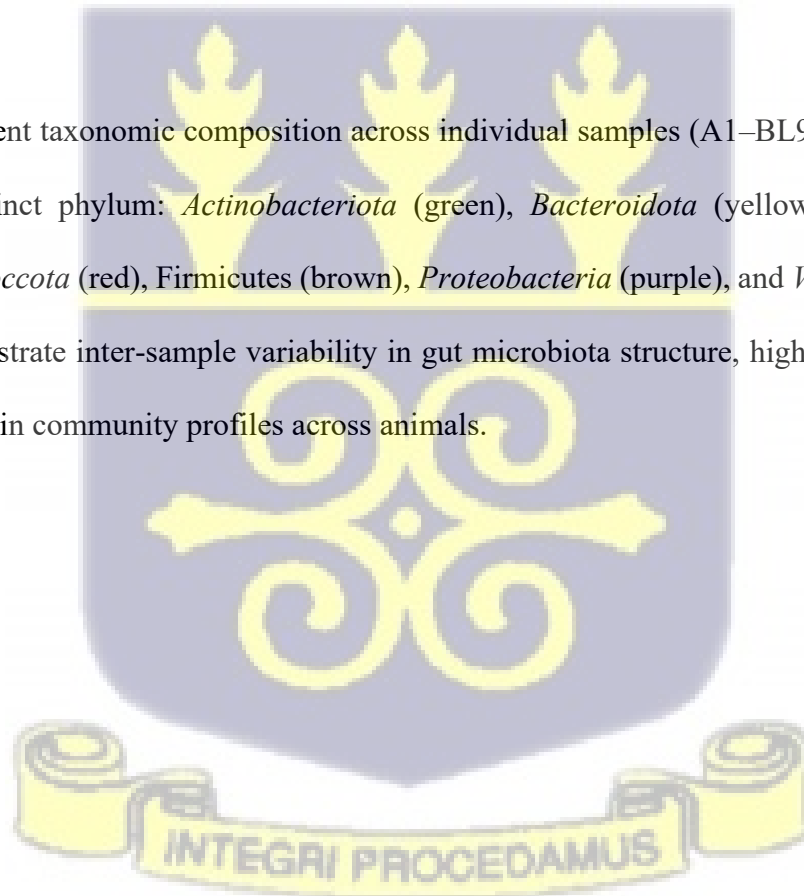 ent taxonomic composition across individual samples (A1–BL9
inct phylum: Actinobacteriota (green), Bacteroidota (yellow
occota (red), Firmicutes (brown), Proteobacteria (purple), and V
strate inter-sample variability in gut microbiota structure, high
in community profiles across animals.
INTEGRI PROCEDAMUS